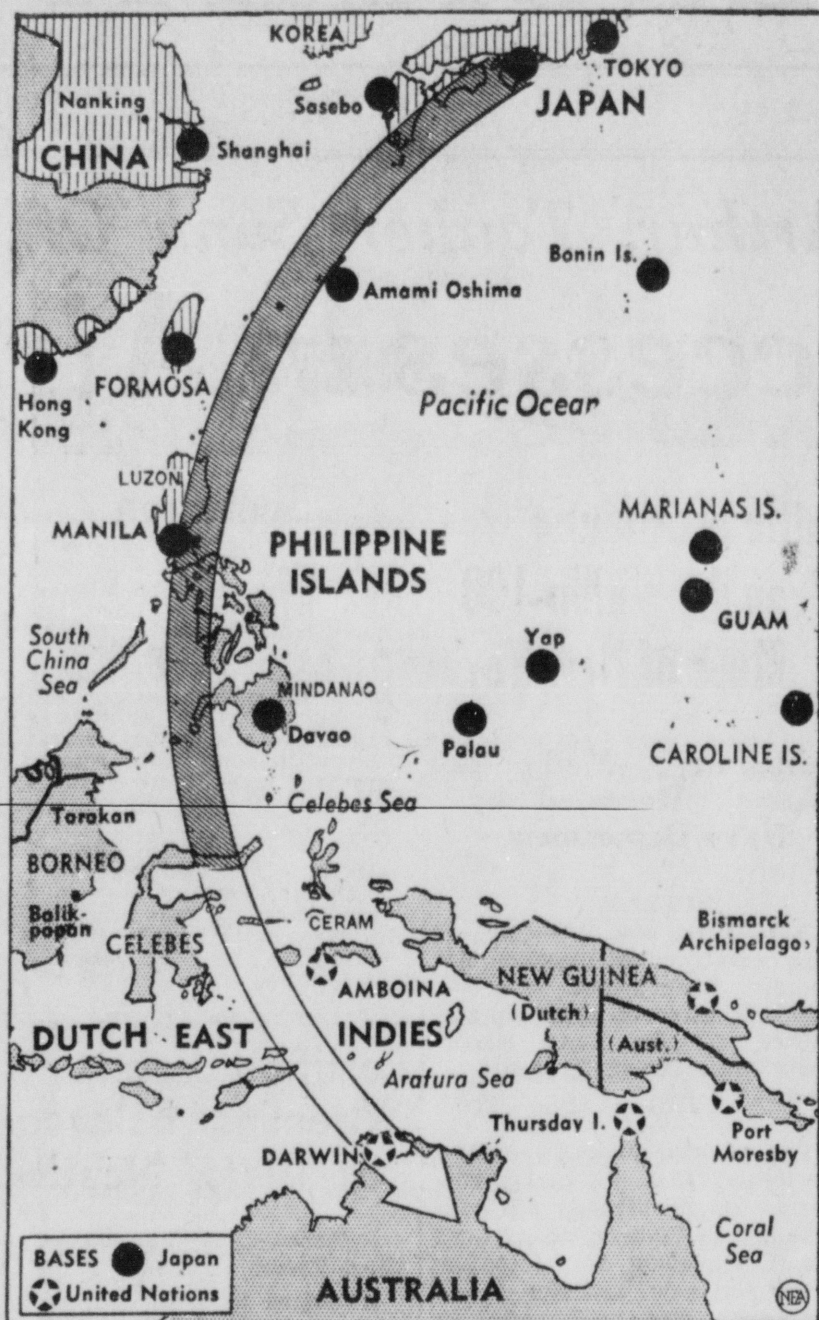 KOREA
TOKYO
JAPAN
Sasebo
Nanking
CHINA
Shanghai
Bonin Is.
Amami Oshima
FORMOSA
Hong
Kong
Pacific Ocear
LUZON
MANILA
PHILIPPINE
ISLANDS
MARIANAS IS.
GUAM
South
China
Sea
Yap
MINDANAO
Davao
Palau
CAROLINE IS.
Celebes Sea
Tarakan
BORNEO
Balik-
papan
CELEBES
CERAM
AMBOINA
Bismarck
Archipelago
NEW GUINEA
(Dutch)
(Aust.)
DUTCH EAST INDIES
Arafura Sea
Thursday I.
Port
Moresby
DARWIN
Coral
Sea
BASES Japan
United Nations
AUSTRALIA
NEA